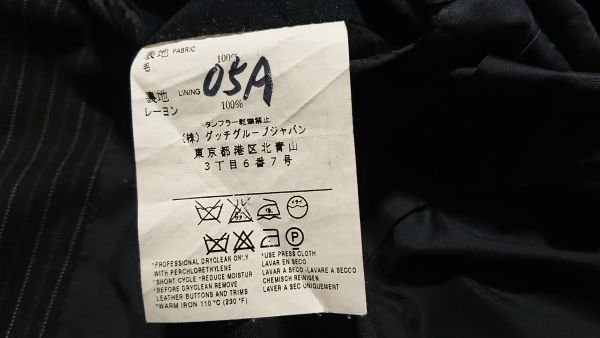 表地 FABRIC
毛 100%
05A
裏地 LINING
レーヨン 100%
タンブラー乾燥禁止
(株) グッチグループジャパン
東京都港区北青山
3丁目6番7号
P
*PROFESSIONAL DRYCLEAN ONLY
WITH PERCHLORETHYLENE
*SHORT CYCLE *REDUCE MOISTUR
*BEFORE DRYCLEAN REMOVE
LEATHER BUTTONS AND TRIMS
*WARM IRON 110°C (230°F)
*USE PRESS CLOTH
LAVAR EN SECO
LAVAR A SECO -LAVARE A SECCO
CHEMISCH REINIGEN
LAVER A SEC UNIQUEMENT